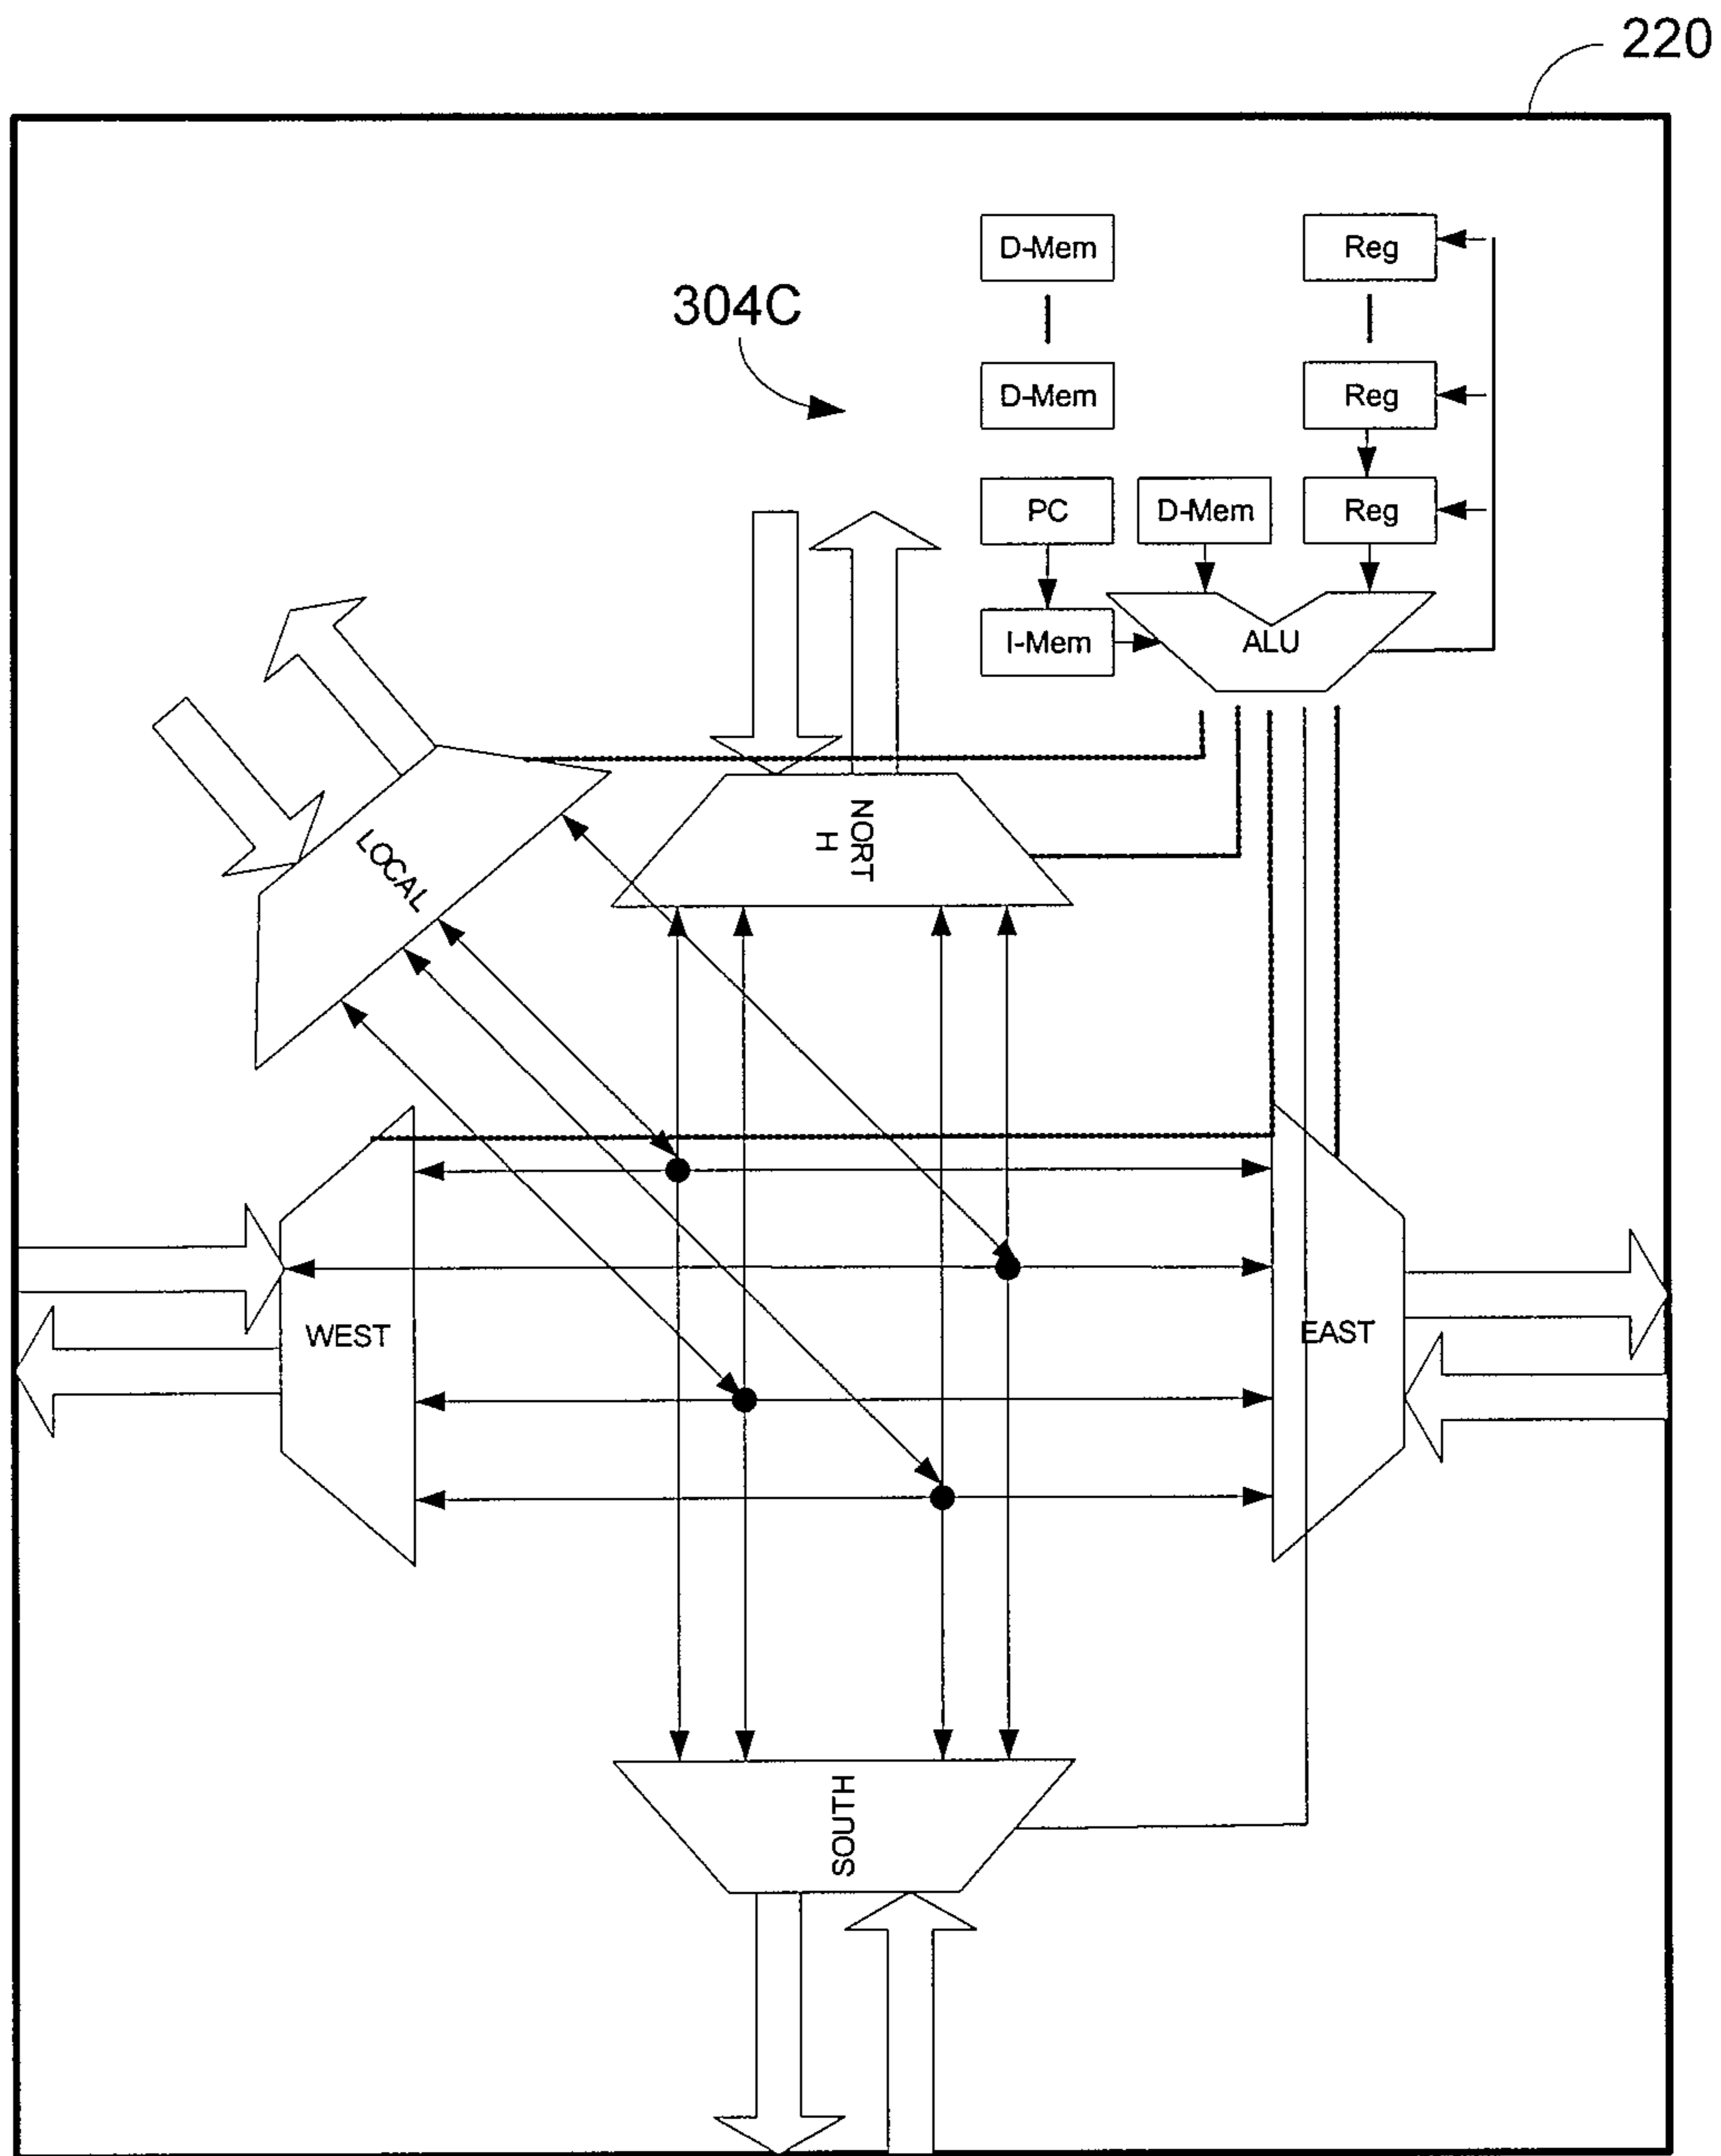 220
D-Mem
Reg
304C
D-Mem
Reg
PC
D-Mem
Reg
I-Mem
ALU
NORT
H
LOCAL
WEST
EAST
SOUTH